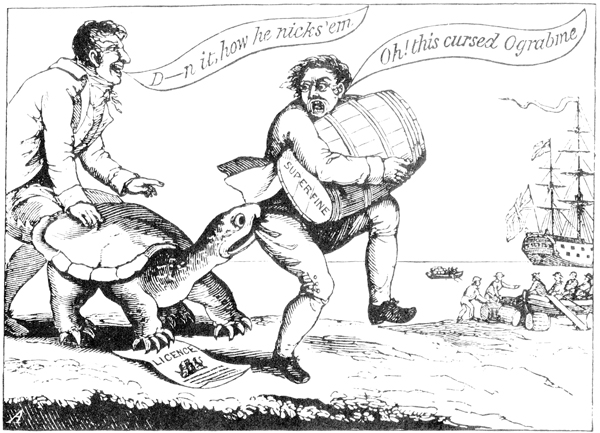 D—n it, how he nicks 'em.
Oh! this cursed Ograbme
SUPERFINE
LICENCE
A